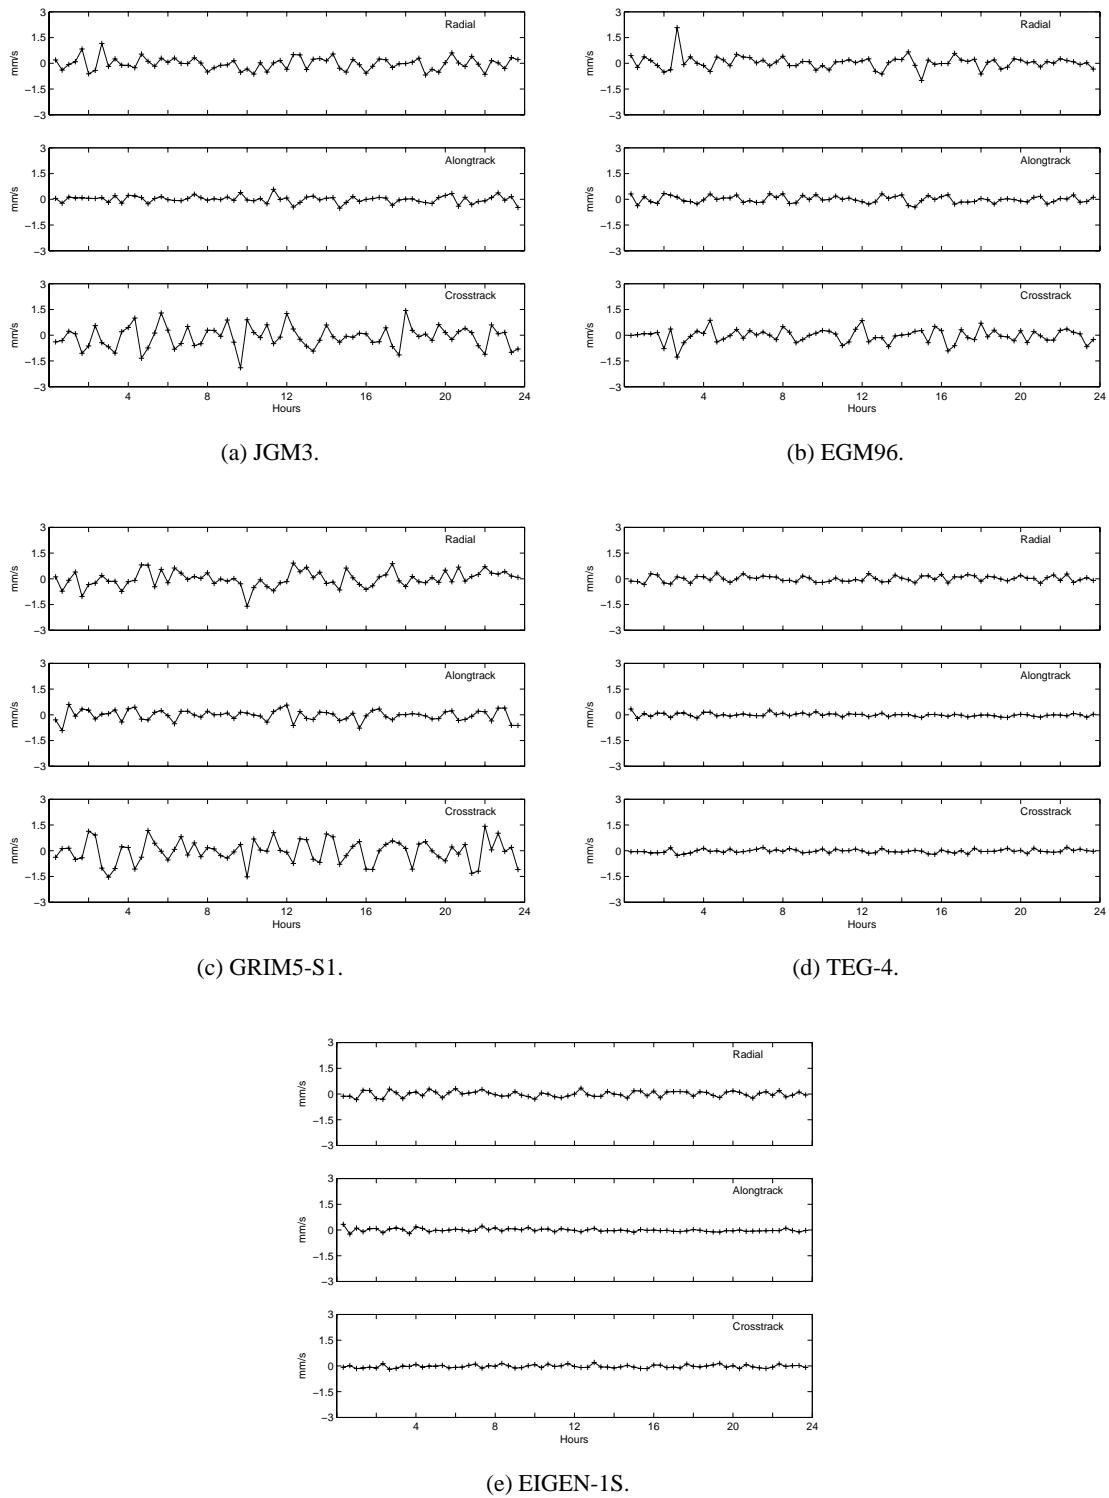 3
Radial
1.5
mm/s
0
−1.5
−3
3
Alongtrack
1.5
mm/s
0
−1.5
−3
3
Crosstrack
1.5
mm/s
0
−1.5
−3
4 8 12 16 20 24
Hours
(a) JGM3.
3
Radial
1.5
mm/s
0
−1.5
−3
3
Alongtrack
1.5
mm/s
0
−1.5
−3
3
Crosstrack
1.5
mm/s
0
−1.5
−3
4 8 12 16 20 24
Hours
(b) EGM96.
3
Radial
1.5
mm/s
0
−1.5
−3
3
Alongtrack
1.5
mm/s
0
−1.5
−3
3
Crosstrack
1.5
mm/s
0
−1.5
−3
4 8 12 16 20 24
Hours
(c) GRIM5-S1.
3
Radial
1.5
mm/s
0
−1.5
−3
3
Alongtrack
1.5
mm/s
0
−1.5
−3
3
Crosstrack
1.5
mm/s
0
−1.5
−3
4 8 12 16 20 24
Hours
(d) TEG-4.
3
Radial
1.5
mm/s
0
−1.5
−3
3
Alongtrack
1.5
mm/s
0
−1.5
−3
3
Crosstrack
1.5
mm/s
0
−1.5
−3
4 8 12 16 20 24
Hours
(e) EIGEN-1S.